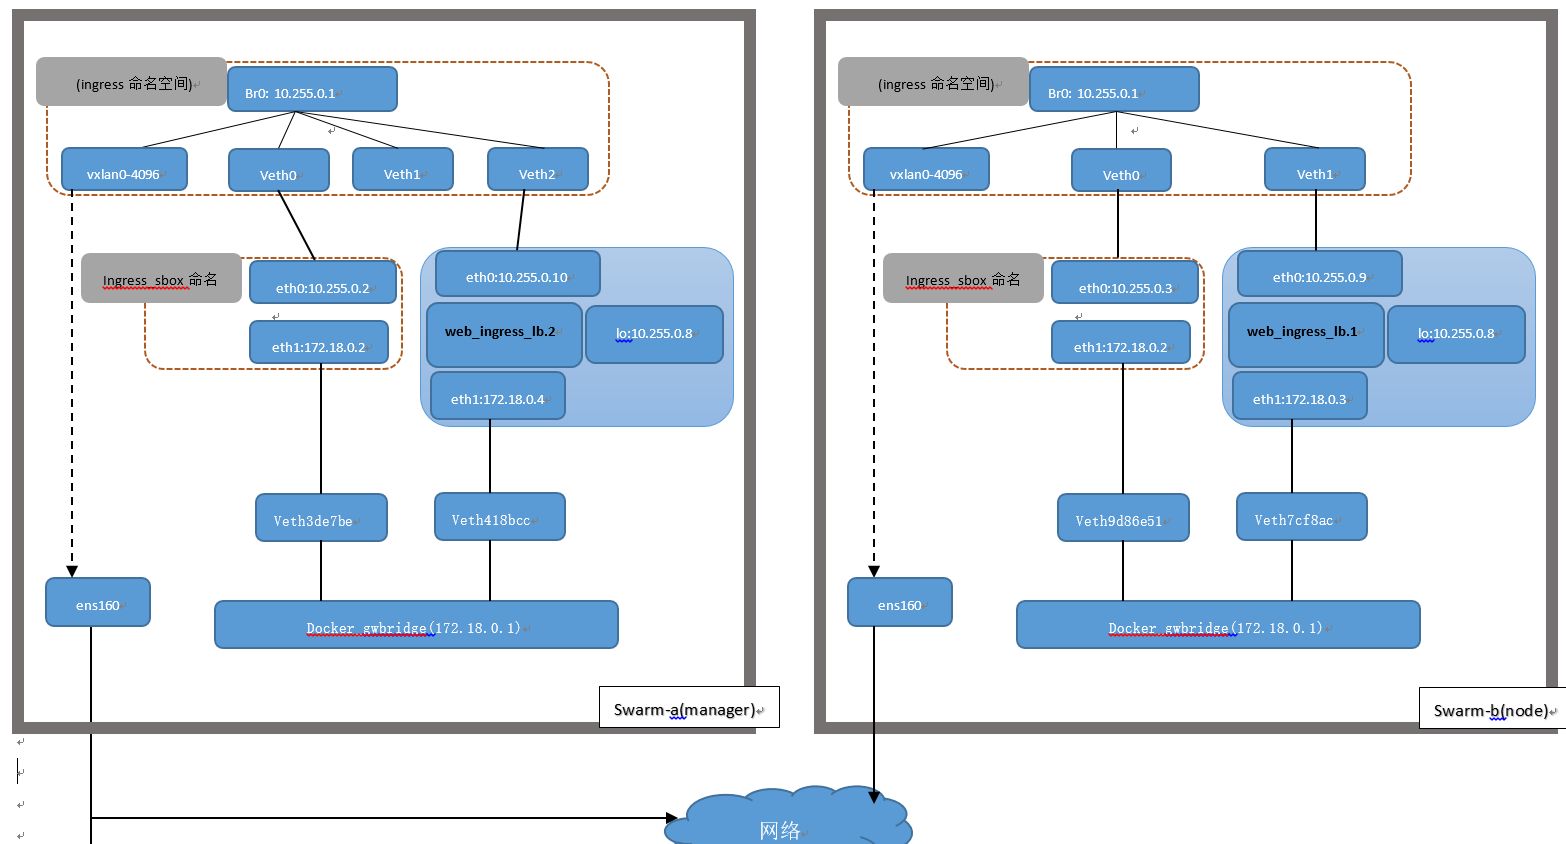 (ingress 命名空间)
Br0: 10.255.0.1
vxlan0-4096
Veth0
Veth1
Veth2
Ingress_sbox 命名
eth0:10.255.0.2
eth1:172.18.0.2
eth0:10.255.0.10
web_ingress_lb.2
lo:10.255.0.8
eth1:172.18.0.4
Veth3de7be
Veth418bcc
ens160
Docker_gwbridge(172.18.0.1)
Swarm-a(manager)
(ingress 命名空间)
Br0: 10.255.0.1
vxlan0-4096
Veth0
Veth1
Ingress_sbox 命名
eth0:10.255.0.3
eth1:172.18.0.2
eth0:10.255.0.9
web_ingress_lb.1
lo:10.255.0.8
eth1:172.18.0.3
Veth9d86e51
Veth7cf8ac
ens160
Docker_gwbridge(172.18.0.1)
Swarm-b(node)
网络